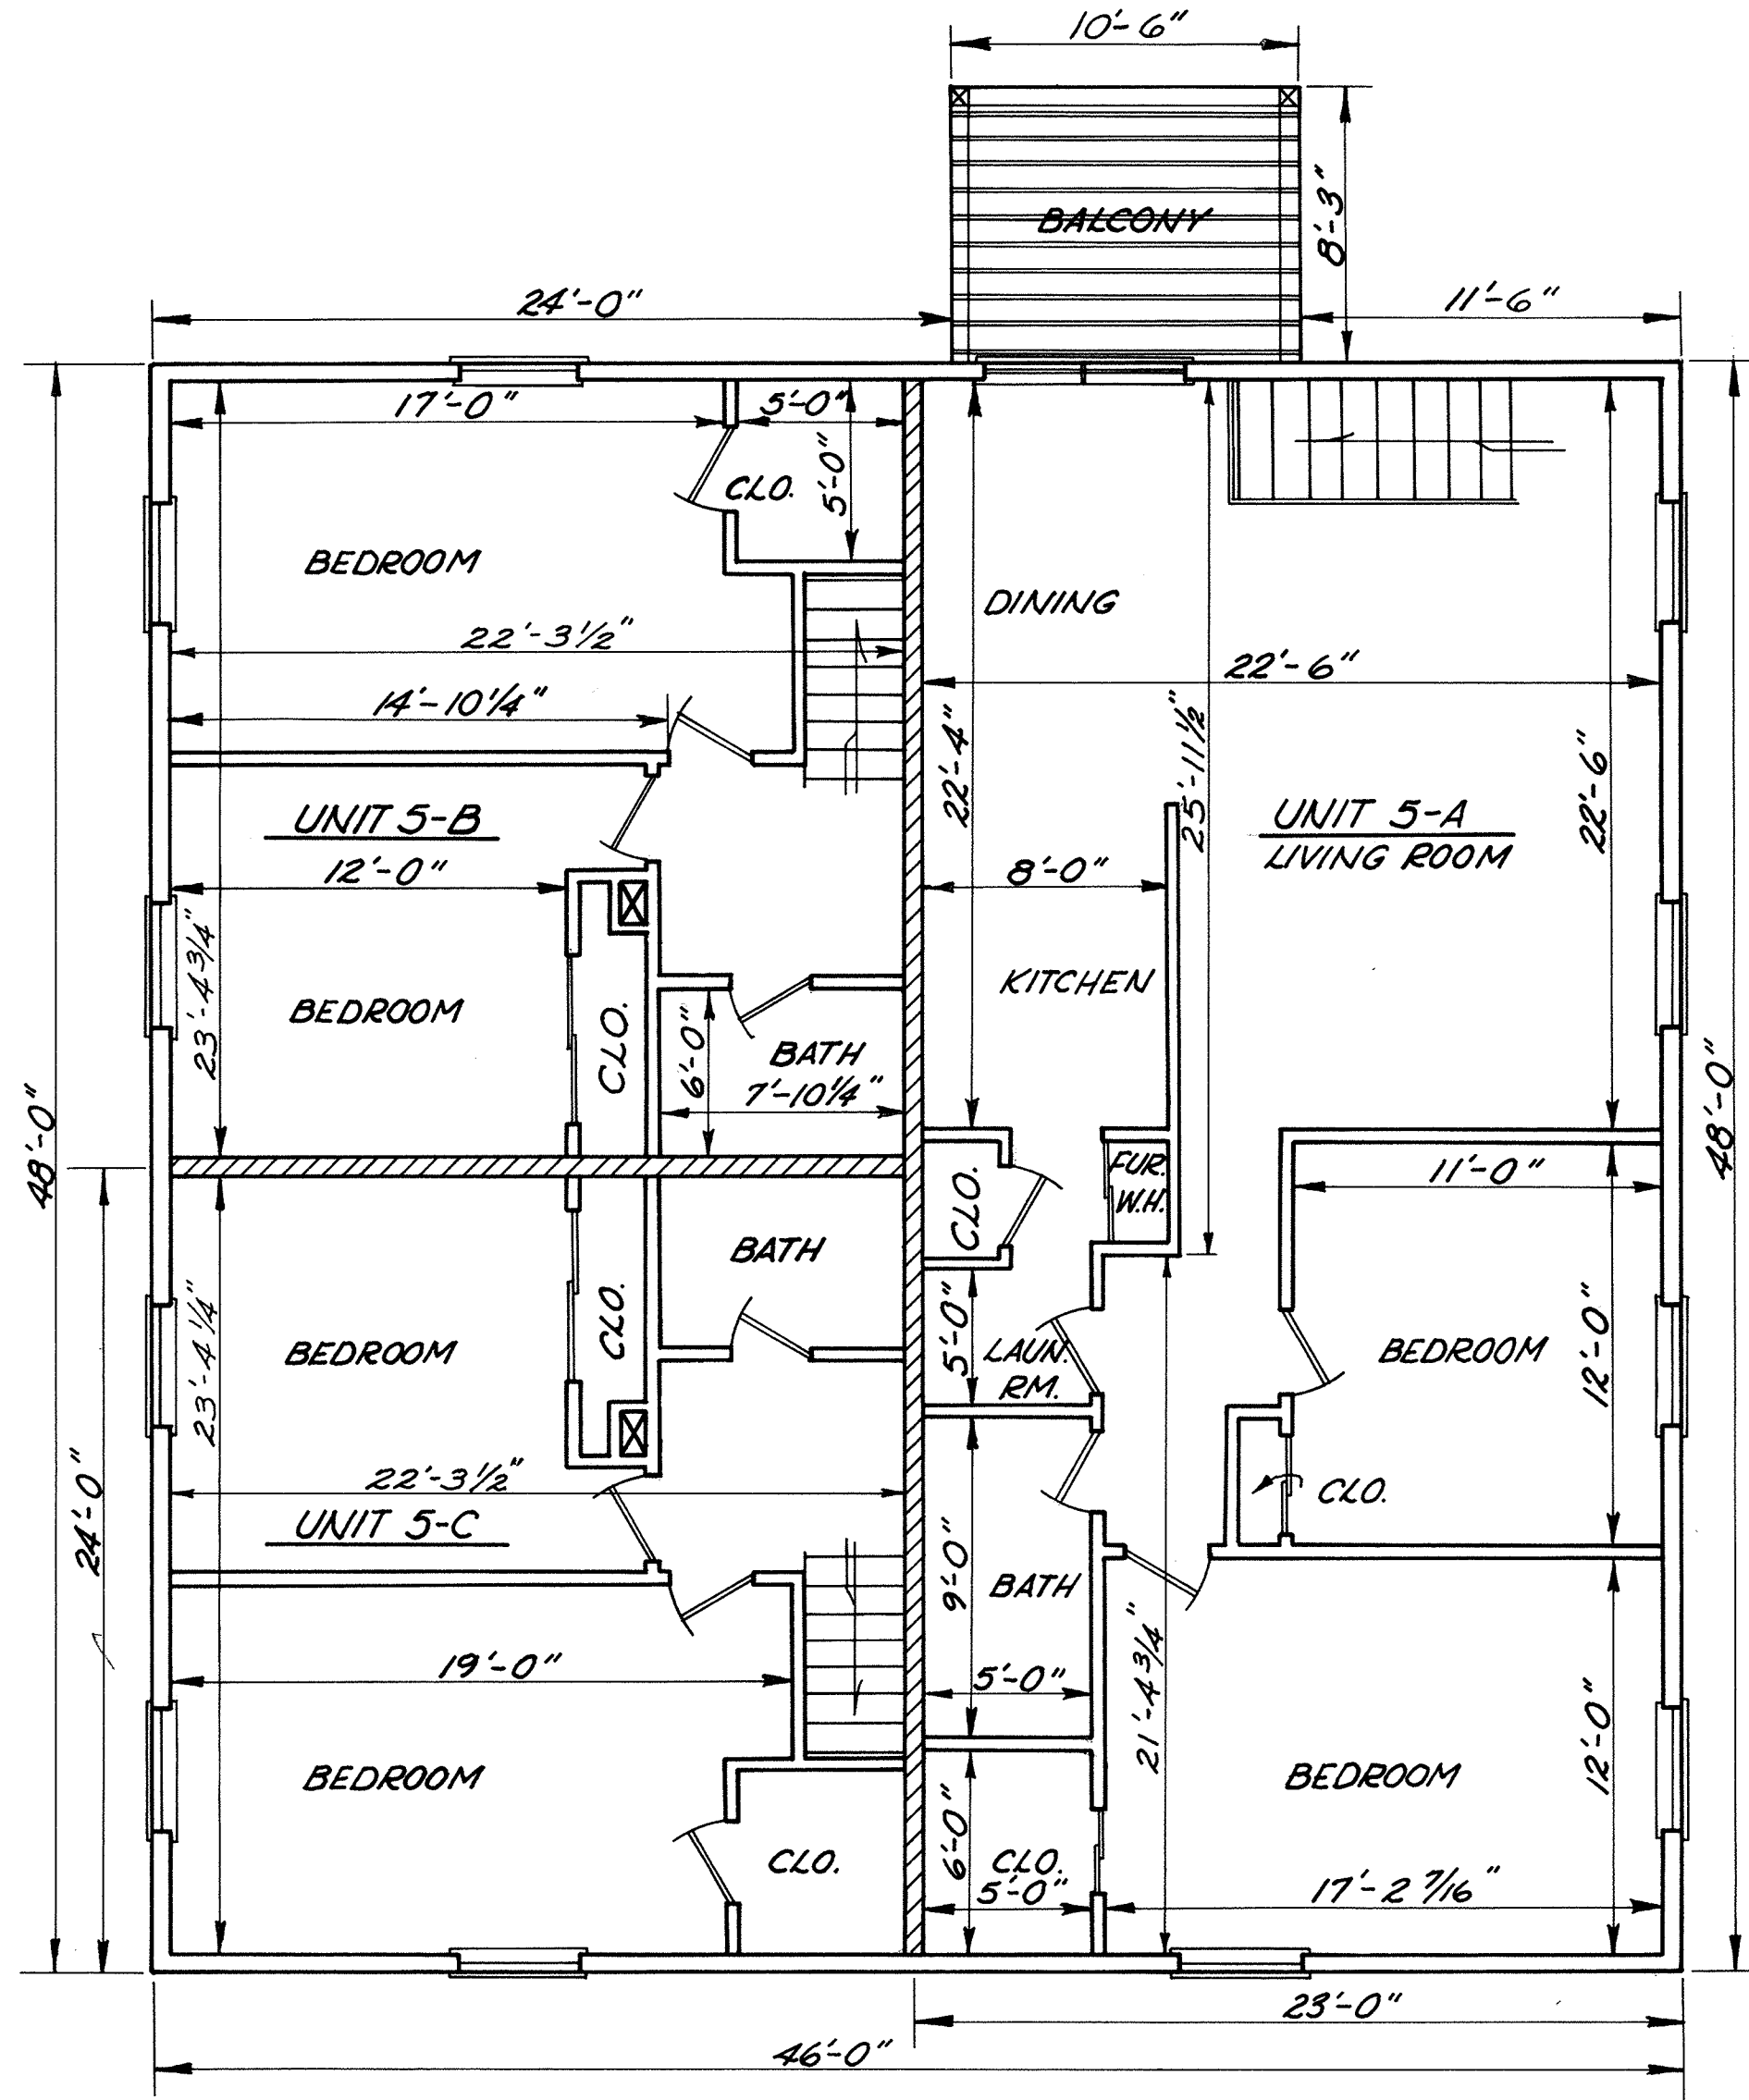 10'-6"
BALCONY
8'-3"
24'-0"
11'-6"
17'-0"
5'-0"
5'-0"
CLO.
BEDROOM
DINING
22'-3 1/2"
22'-6"
14'-10 1/4"
22'-4"
25'-11 1/2"
22'-6"
UNIT 5-B
UNIT 5-A
LIVING ROOM
12'-0"
8'-0"
23'-4 3/4"
KITCHEN
BEDROOM
CLO.
6'-0"
BATH
7'-10 1/4"
48'-0"
48'-0"
FUR.
W.H.
11'-0"
CLO.
BATH
23'-4 1/4"
BEDROOM
CLO.
5'-0"
LAUN.
RM.
BEDROOM
12'-0"
22'-3 1/2"
CLO.
24'-0"
UNIT 5-C
9'-0"
BATH
19'-0"
5'-0"
21'-4 3/4"
12'-0"
BEDROOM
BEDROOM
CLO.
6'-0"
CLO.
5'-0"
17'-2 7/16"
23'-0"
46'-0"